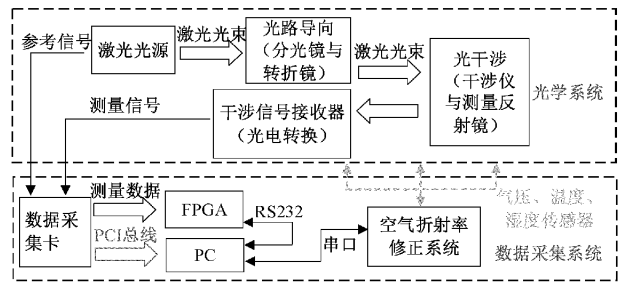 参考信号
激光光源
激光光束
光路导向
（分光镜与
转折镜）
激光光束
光干涉
（干涉仪
与测量反
射镜）
光学系统
测量信号
干涉信号接收器
（光电转换）
测量数据
数据采
集卡
PCI总线
FPGA
PC
RS232
串口
空气折射率
修正系统
气压、温度、
湿度传感器
数据采集系统